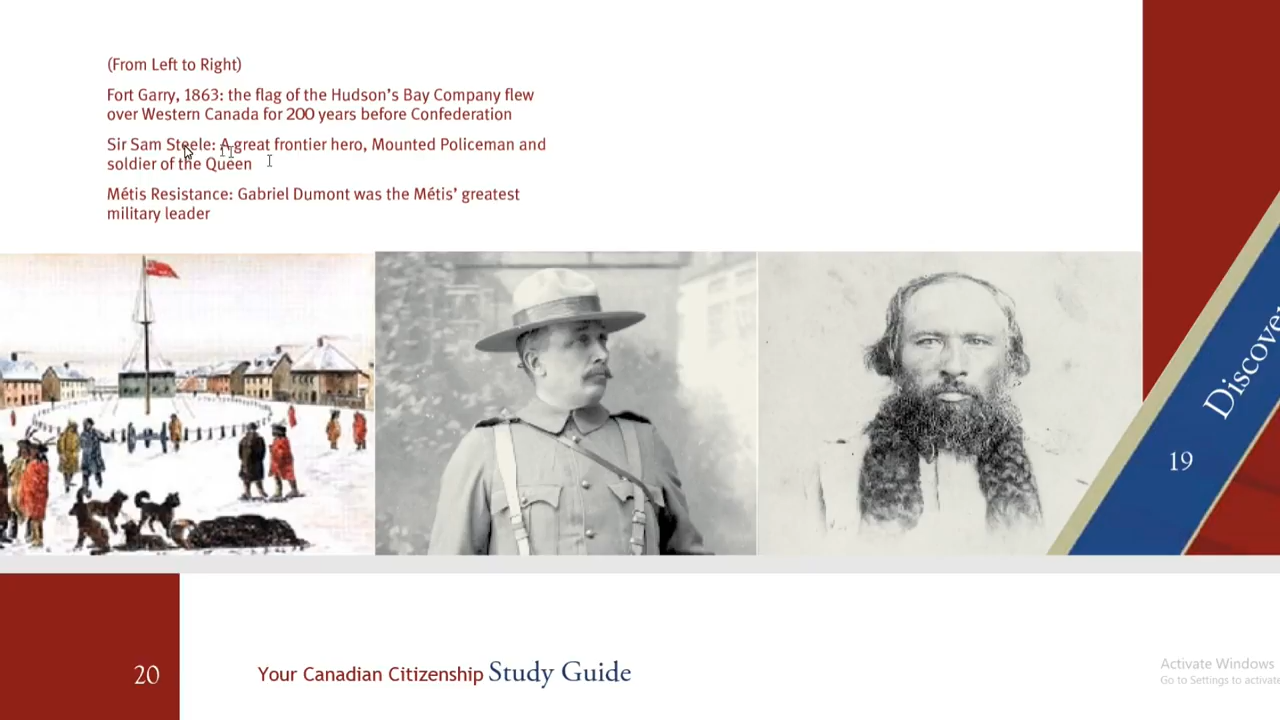 (From Left to Right)
Fort Garry, 1863: the flag of the Hudson's Bay Company flew
over Western Canada for 200 years before Confederation
Sir Sam Steele: A great frontier hero, Mounted Policeman and
soldier of the Queen
Métis Resistance: Gabriel Dumont was the Métis' greatest
military leader
Discove
19
20
Your Canadian Citizenship Study Guide
Activate Windows
Go to Settings to activate